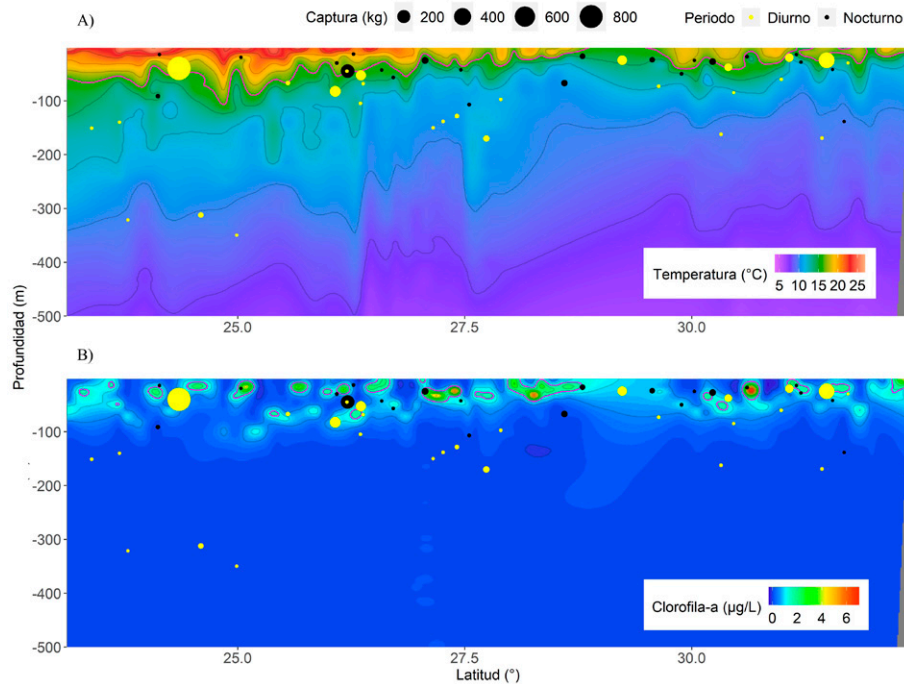 A)
Captura (kg) 200 400 600 800 Periodo Diurno Nocturno
-100
-200
-300
-400
-500
Temperatura (°C)
5 10 15 20 25
25.0 27.5 30.0
Profundidad (m)
B)
-100
-200
-300
-400
-500
Clorofila-a (µg/L)
0 2 4 6
25.0 27.5 30.0
Latitud (°)